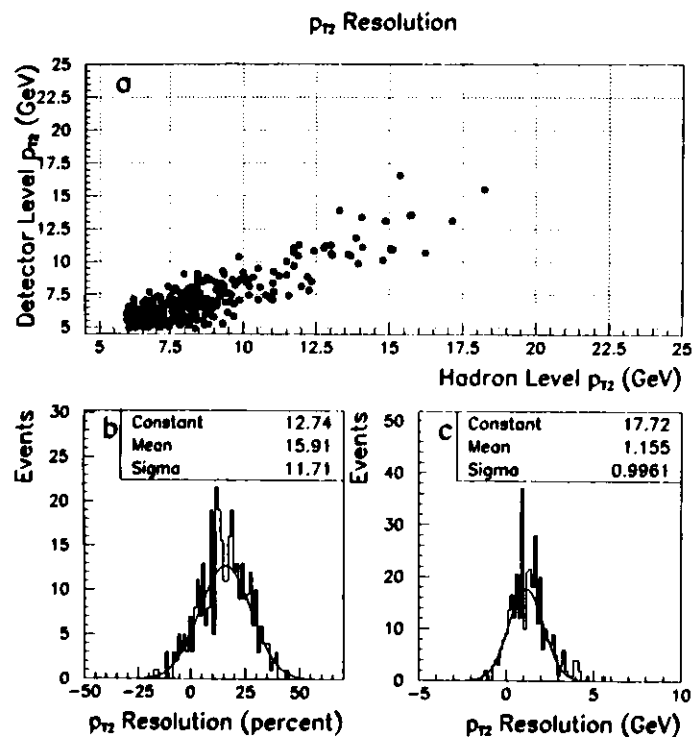 pT2 Resolution
a
Detector Level pT2 (GeV)
25
22.5
20
17.5
15
12.5
10
7.5
5
5 7.5 10 12.5 15 17.5 20 22.5 25
Hadron Level pT2 (GeV)
b
Events
30
25
20
15
10
5
0
Constant 12.74
Mean 15.91
Sigma 11.71
-50 -25 0 25 50
pT2 Resolution (percent)
c
Events
50
40
30
20
10
0
Constant 17.72
Mean 1.155
Sigma 0.9961
-5 0 5 10
pT2 Resolution (GeV)